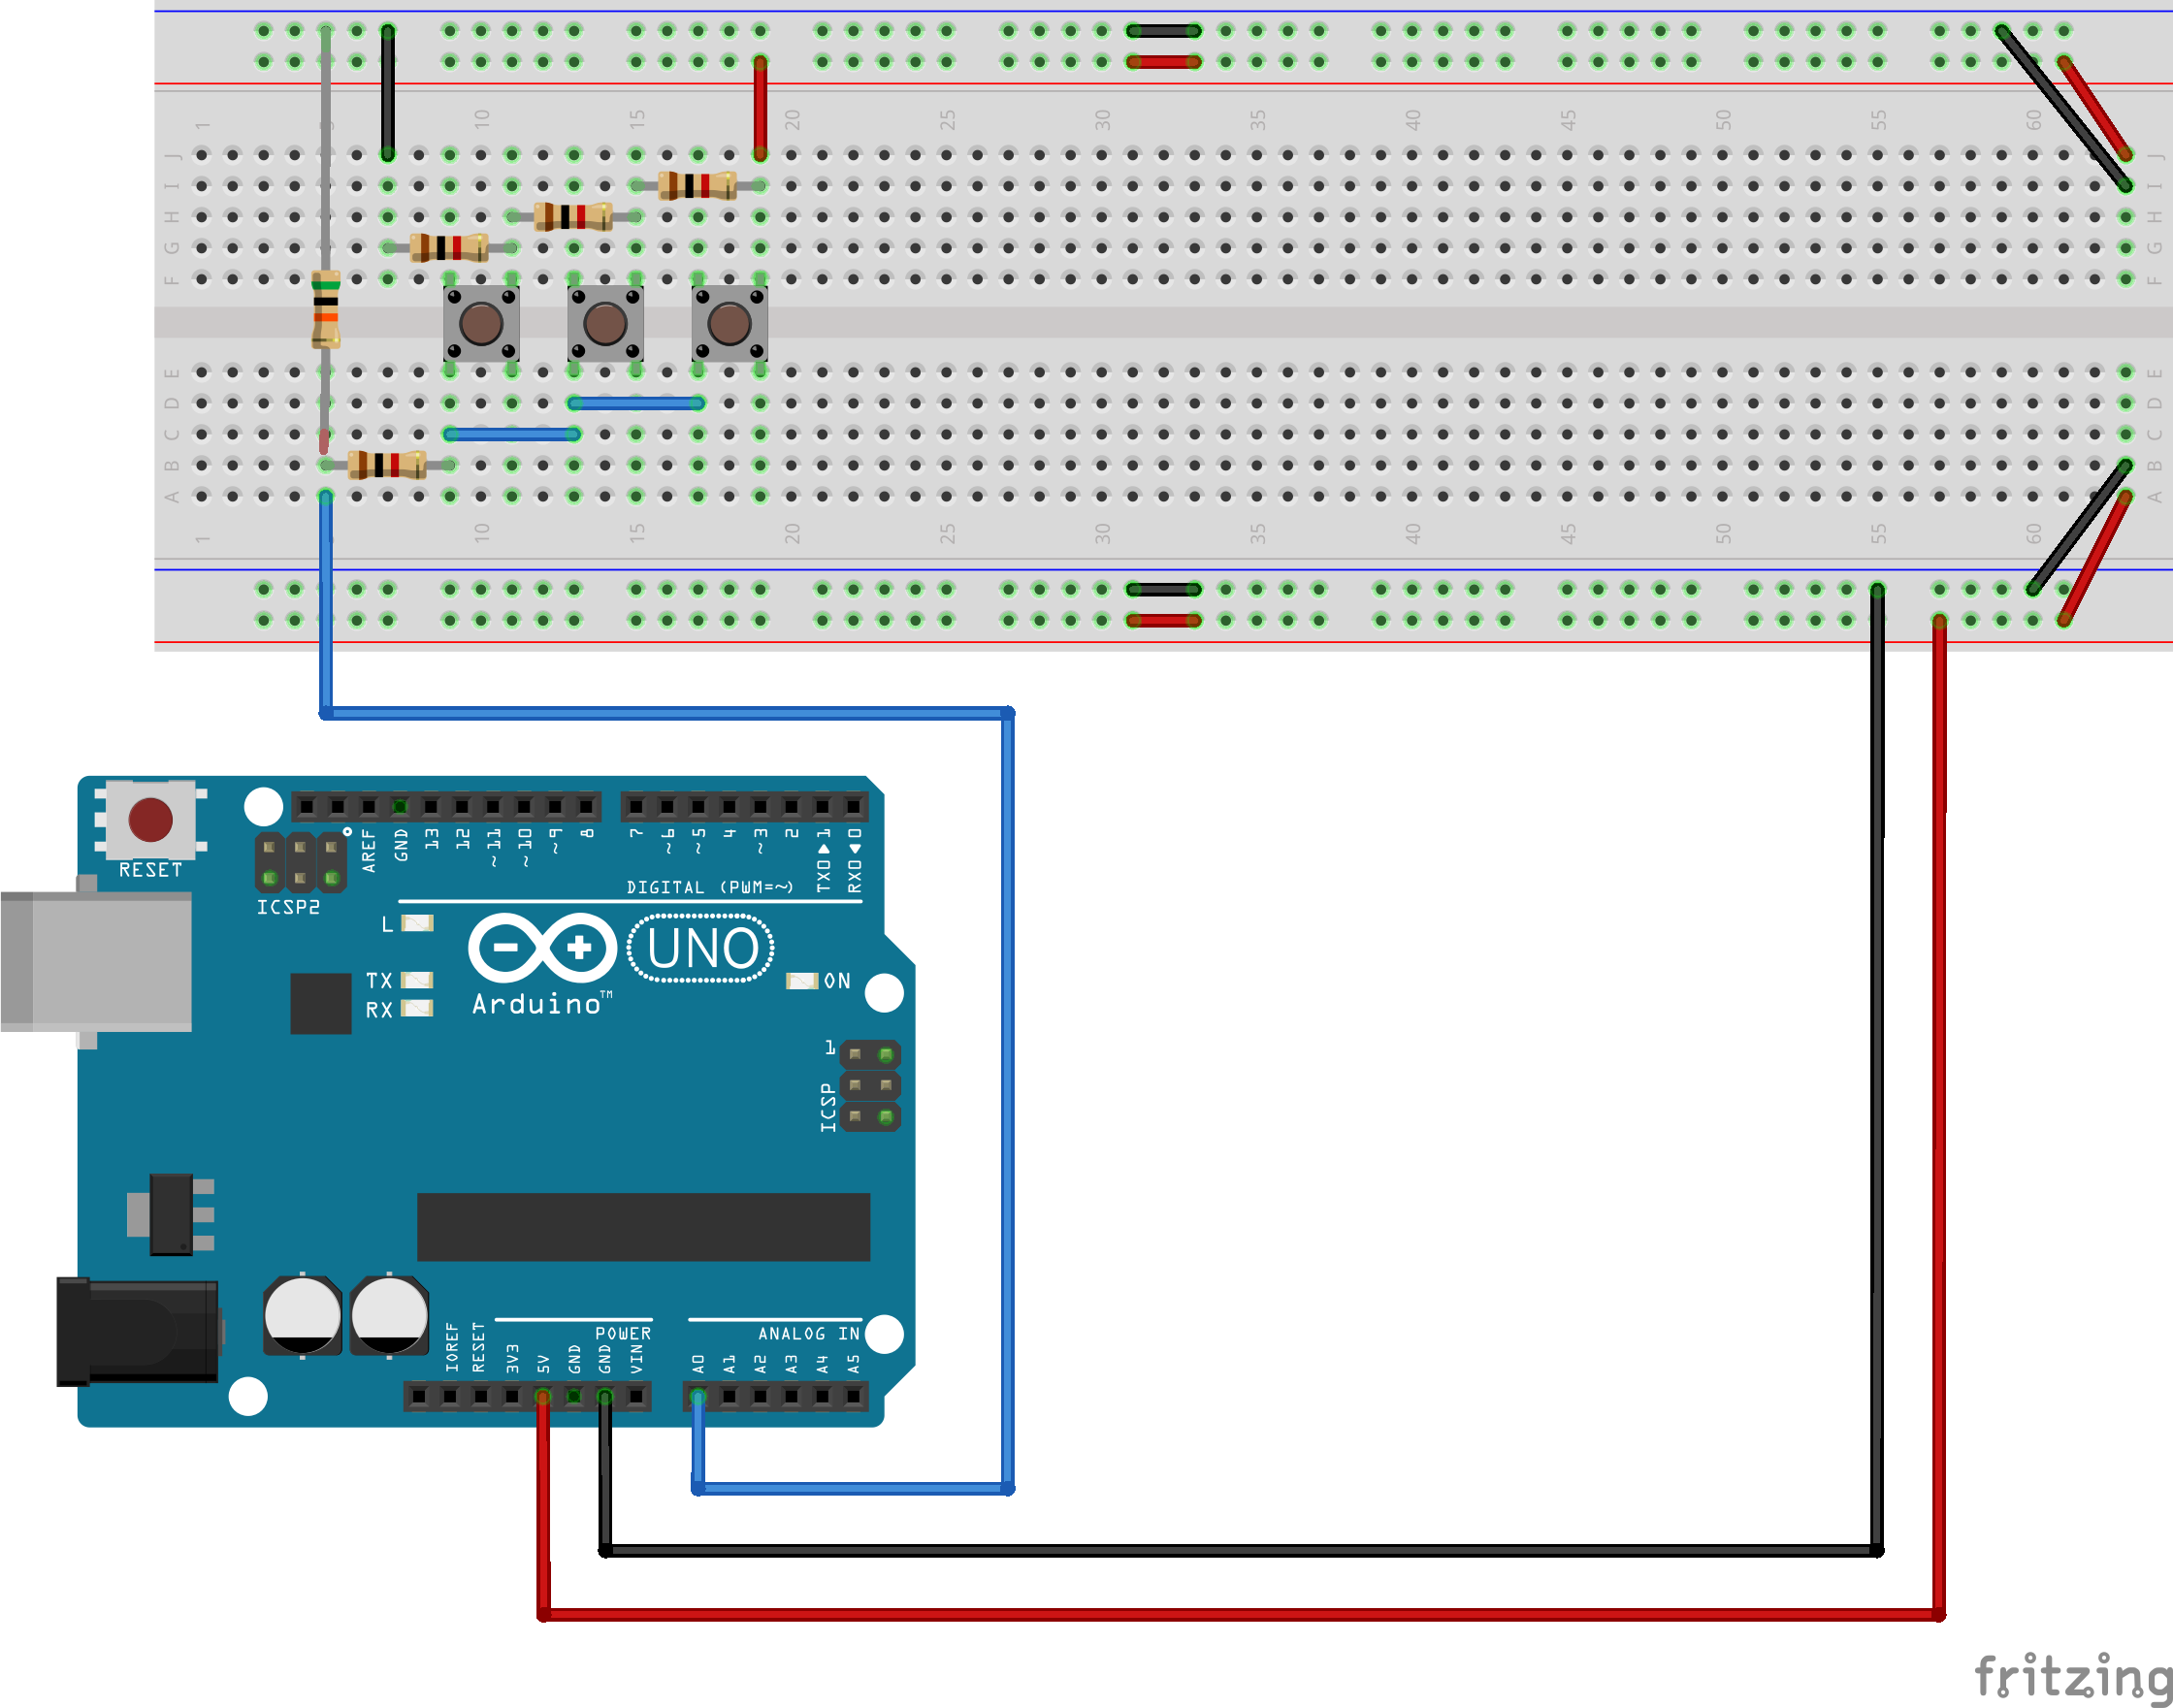 1 5 10 15 20 25 30 35 40 45 50 55 60
J J
I I
H H
G G
F F
E E
D D
C C
B B
A A
1 10 15 20 25 30 35 40 45 50 55 60
RESET
AREF GND 13 12 ~11 ~10 ~9 8 7 ~6 ~5 4 ~3 2 TX0▶1 RX0◀0
ICSP2
DIGITAL (PWM=~)
L
TX
RX
UNO
ON
Arduino™
1
ICSP
POWER
ANALOG IN
IOREF RESET 3V3 5V GND GND VIN A0 A1 A2 A3 A4 A5
fritzing